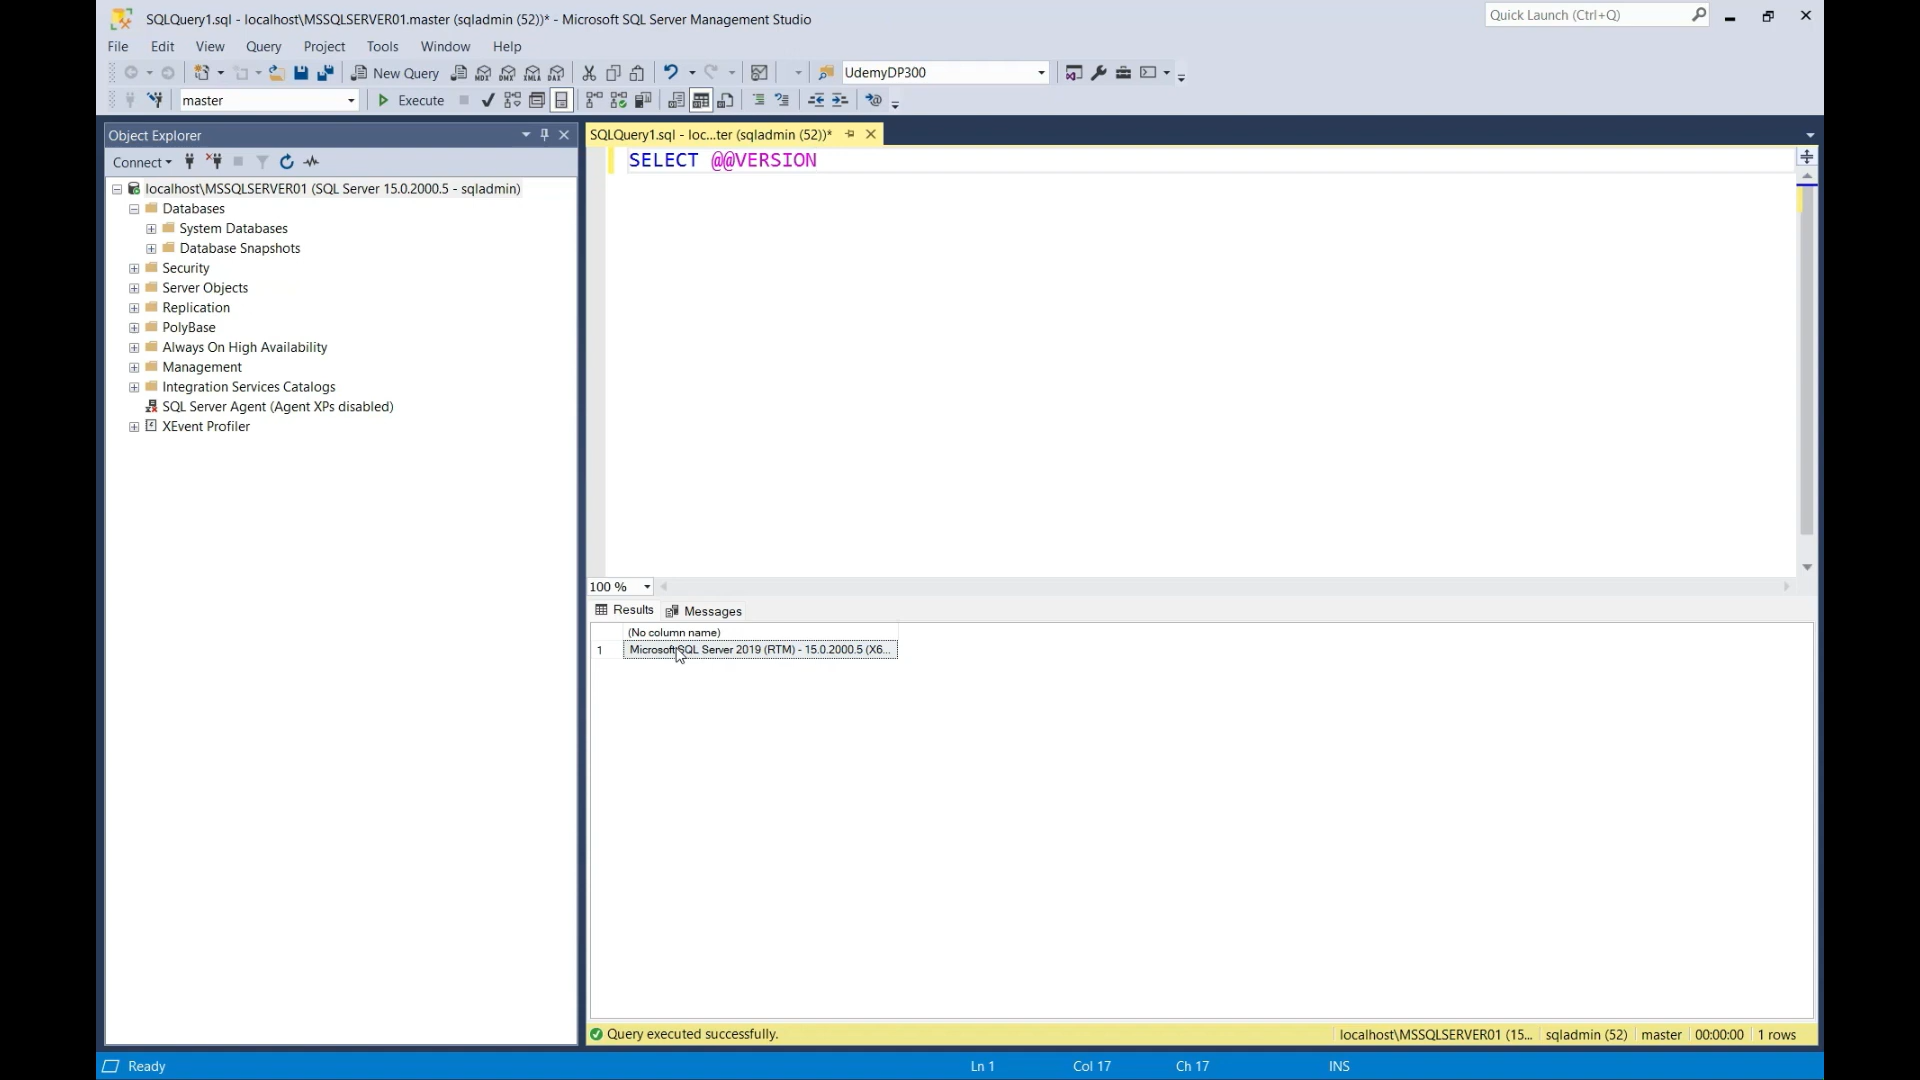 SQLQuery1.sql - localhost\MSSQLSERVER01.master (sqladmin (52))* - Microsoft SQL Server Management Studio
Quick Launch (Ctrl+Q)
File Edit View Query Project Tools Window Help
New Query
MDX DMX XMLA DAX
UdemyDP300
master
Execute
Object Explorer
SQLQuery1.sql - loc...ter (sqladmin (52))*
Connect
SELECT @@VERSION
localhost\MSSQLSERVER01 (SQL Server 15.0.2000.5 - sqladmin)
Databases
System Databases
Database Snapshots
Security
Server Objects
Replication
PolyBase
Always On High Availability
Management
Integration Services Catalogs
SQL Server Agent (Agent XPs disabled)
XEvent Profiler
100 %
Results Messages
(No column name)
1 Microsoft SQL Server 2019 (RTM) - 15.0.2000.5 (X6...
Query executed successfully. localhost\MSSQLSERVER01 (15... sqladmin (52) master 00:00:00 1 rows
Ready Ln 1 Col 17 Ch 17 INS